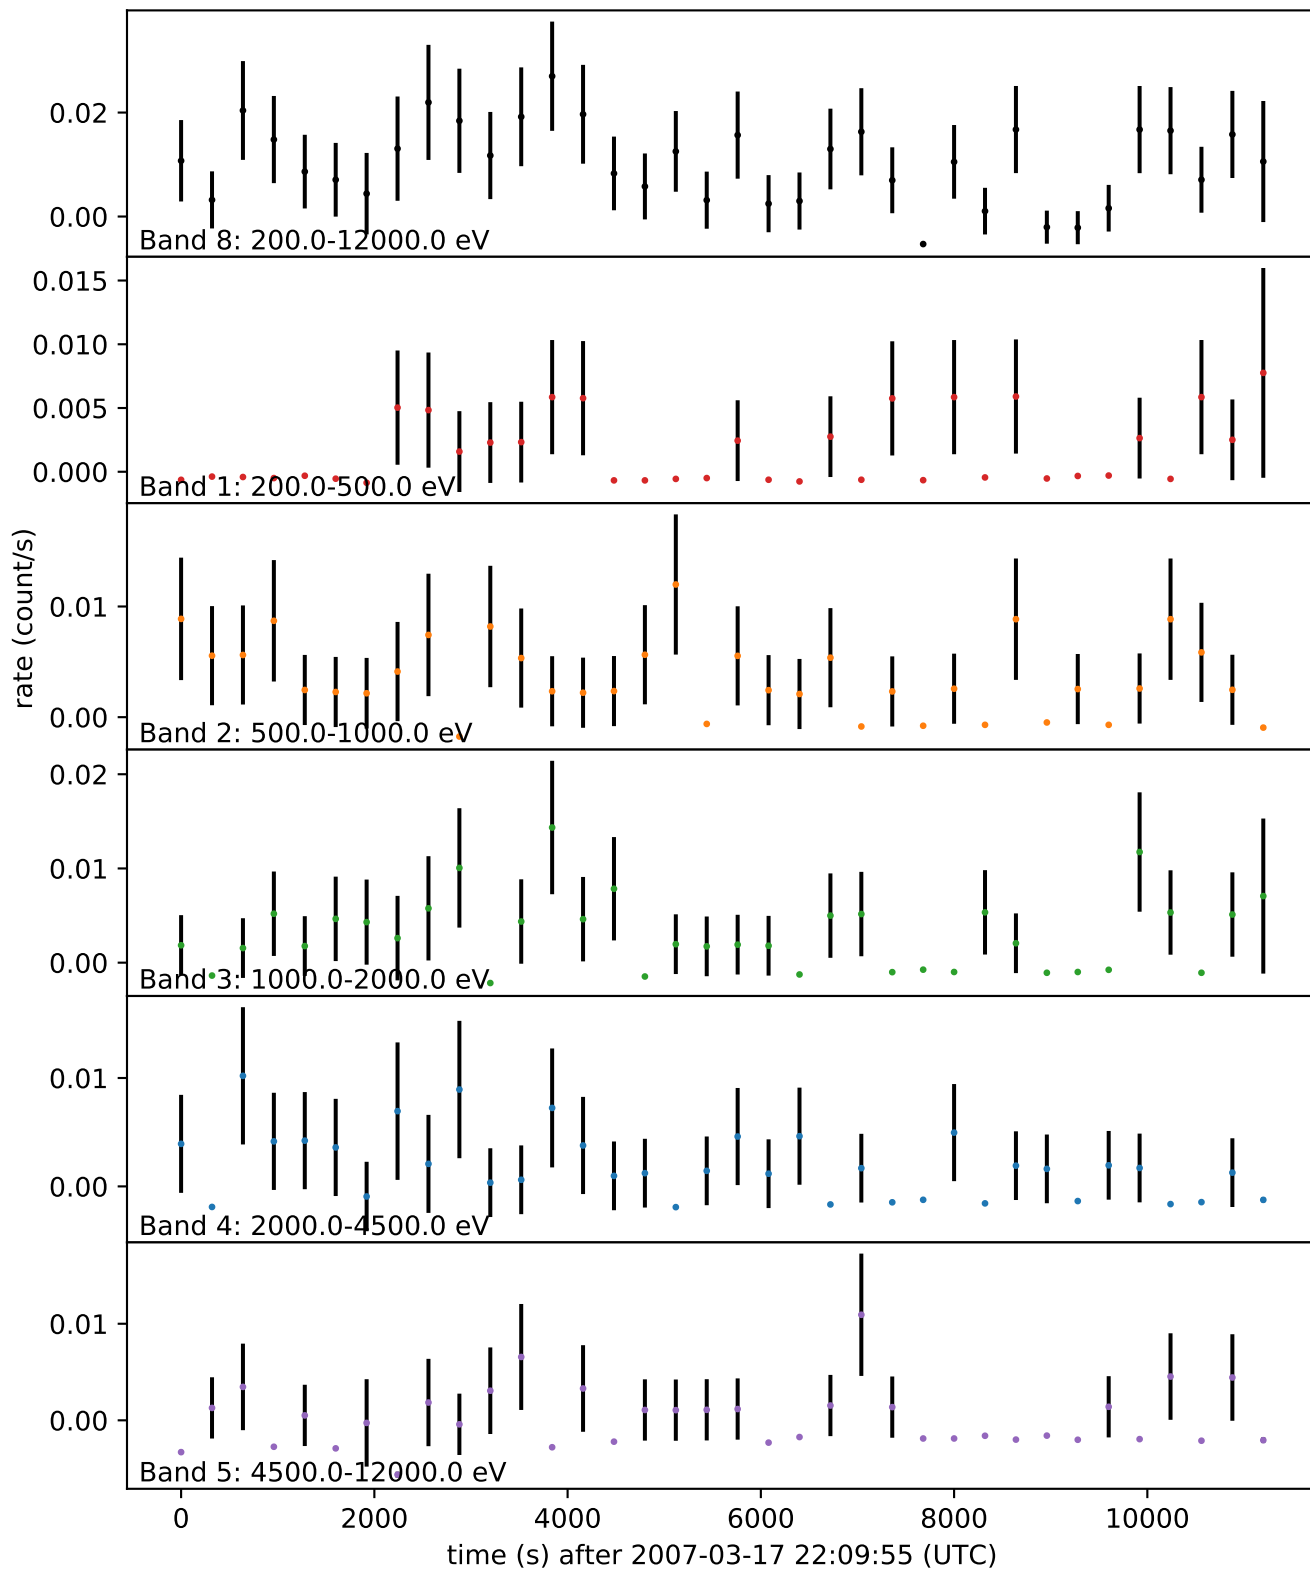 0.02
0.00
Band 8: 200.0-12000.0 eV
0.015
0.010
0.005
0.000
Band 1: 200.0-500.0 eV
rate (count/s)
0.01
0.00
Band 2: 500.0-1000.0 eV
0.02
0.01
0.00
Band 3: 1000.0-2000.0 eV
0.01
0.00
Band 4: 2000.0-4500.0 eV
0.01
0.00
Band 5: 4500.0-12000.0 eV
0 2000 4000 6000 8000 10000
time (s) after 2007-03-17 22:09:55 (UTC)